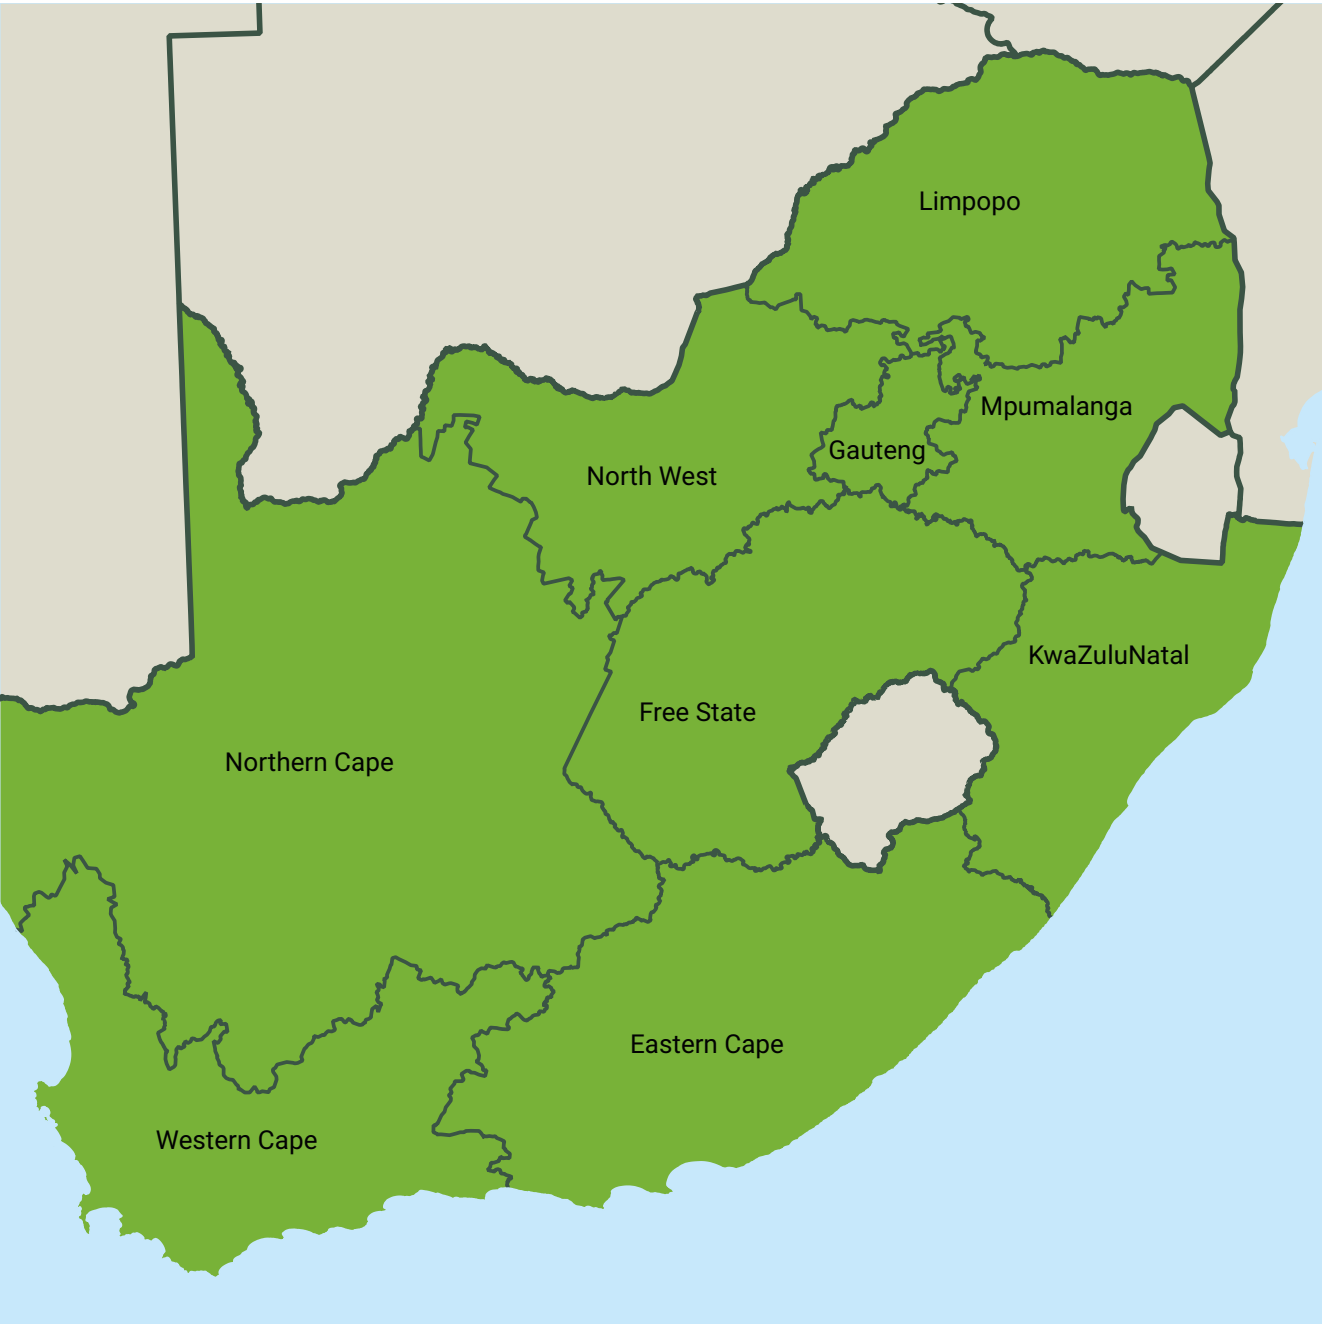 Limpopo
Mpumalanga
Gauteng
North West
KwaZuluNatal
Free State
Northern Cape
Eastern Cape
Western Cape